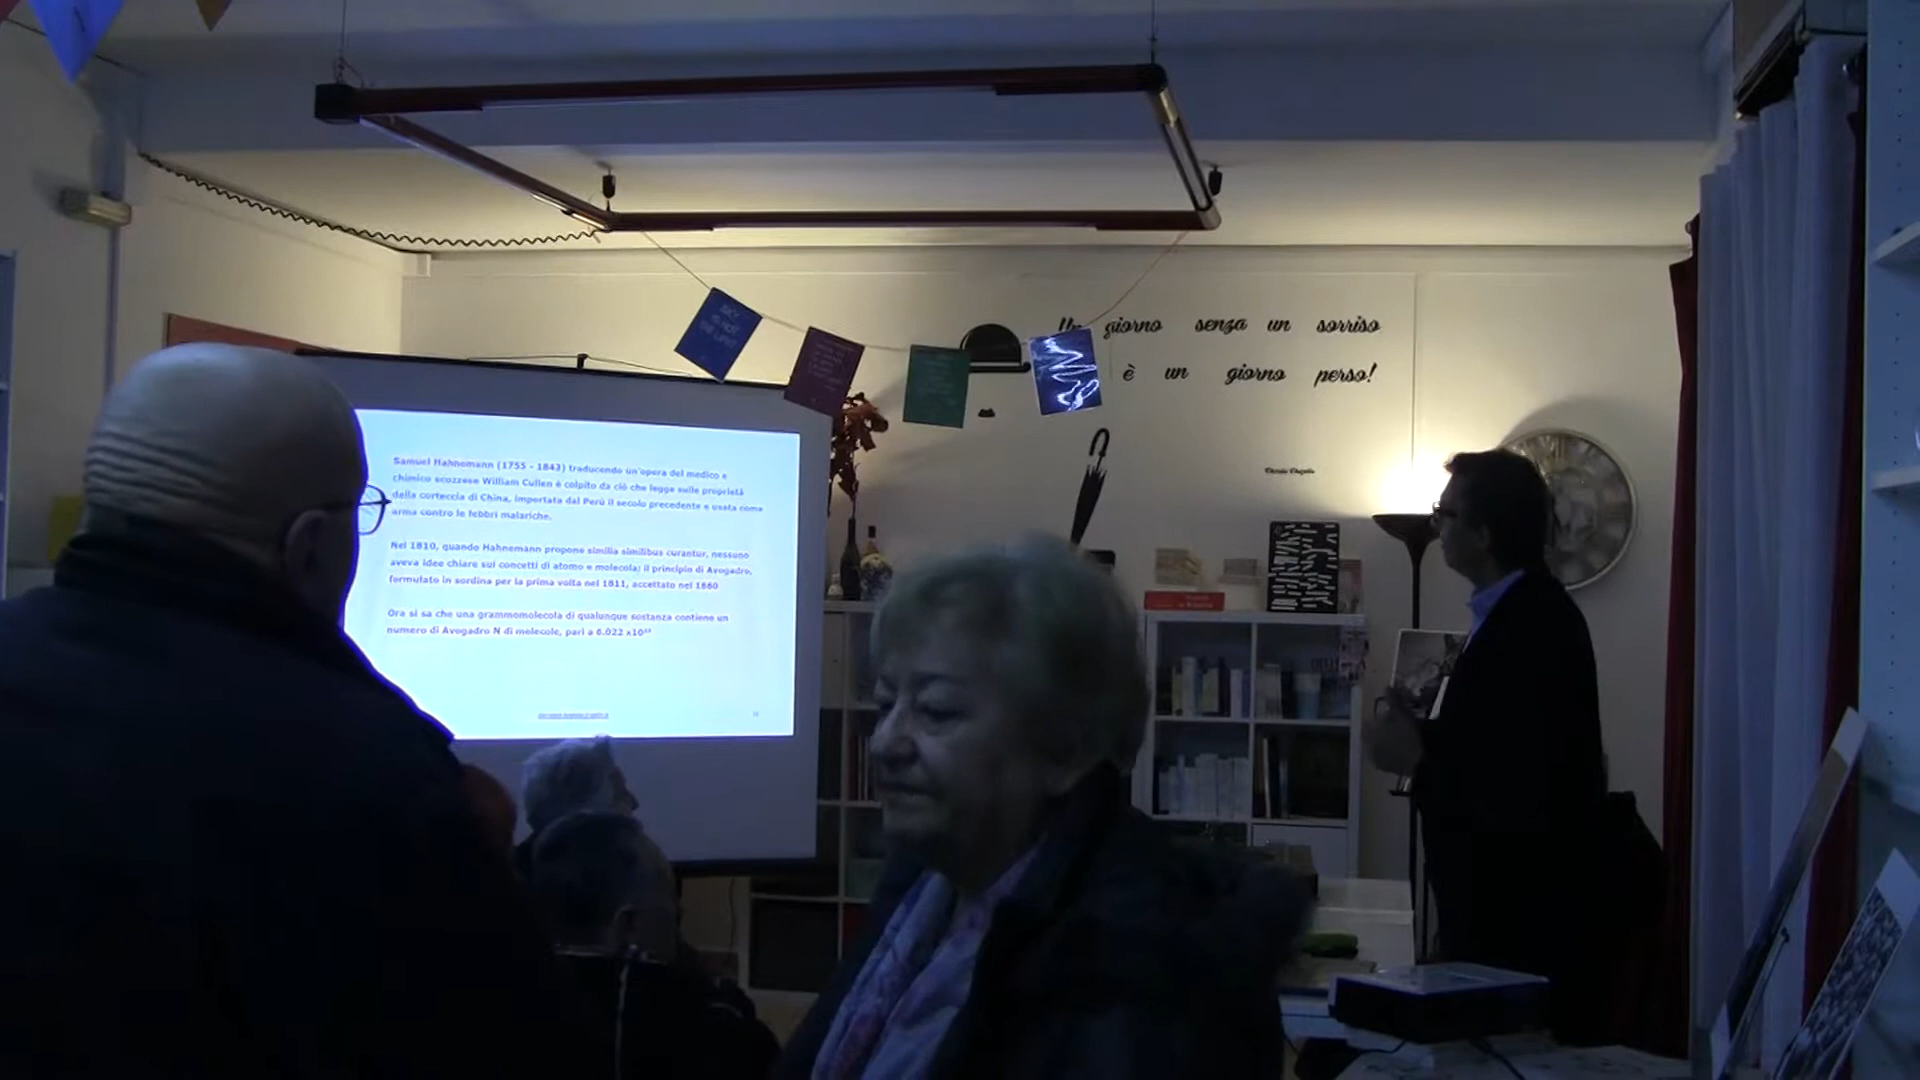 Un giorno senza un sorriso
è un giorno perso!
Samuel Hahnemann (1755 - 1843) traducendo un'opera del medico e
chimico scozzese William Cullen è colpito da ciò che legge sulle proprietà
della corteccia di China, importata dal Perù il secolo precedente e usata come
arma contro le febbri malariche.
Nel 1810, quando Hahnemann propone similia similibus curantur, nessuno
aveva idee chiare sui concetti di atomo e molecola; il principio di Avogadro,
formulato in sordina per la prima volta nel 1811, accettato nel 1860
Ora si sa che una grammomolecola di qualunque sostanza contiene un
numero di Avogadro N di molecole, pari a 6.022 x10²³